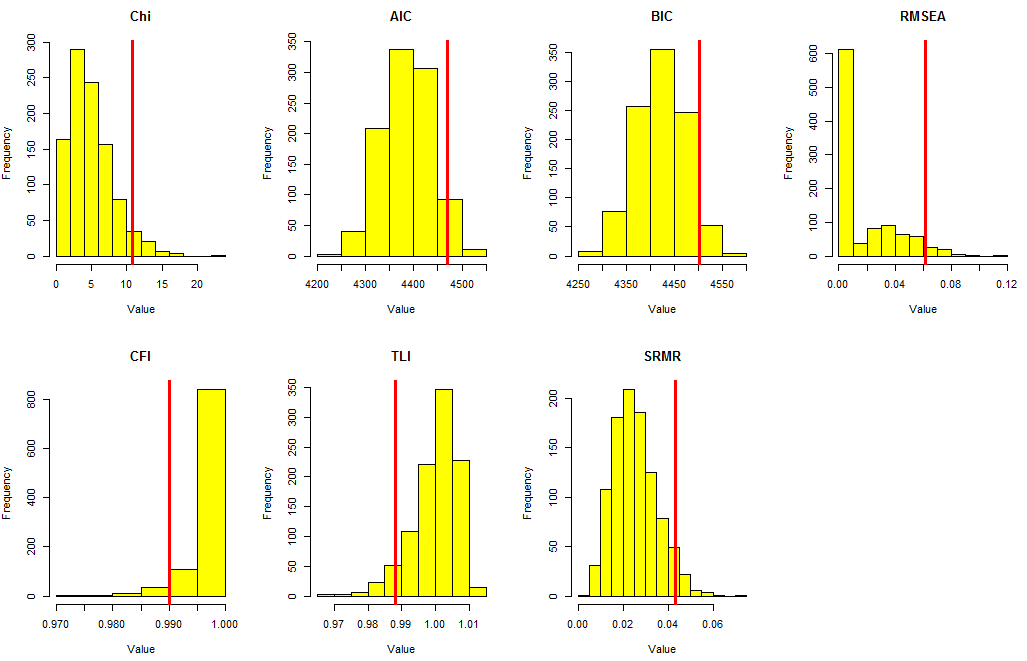 Chi
AIC
BIC
RMSEA
Frequency
0 50 100 150 200 250 300
0 5 10 15 20
Value
Frequency
0 50 100 150 200 250 300 350
4200 4300 4400 4500
Value
Frequency
0 50 100 150 200 250 300 350
4250 4350 4450 4550
Value
Frequency
0 100 200 300 400 500 600
0.00 0.04 0.08 0.12
Value
CFI
TLI
SRMR
Frequency
0 200 400 600 800
0.970 0.980 0.990 1.000
Value
Frequency
0 50 100 150 200 250 300 350
0.97 0.98 0.99 1.00 1.01
Value
Frequency
0 50 100 150 200
0.00 0.02 0.04 0.06
Value